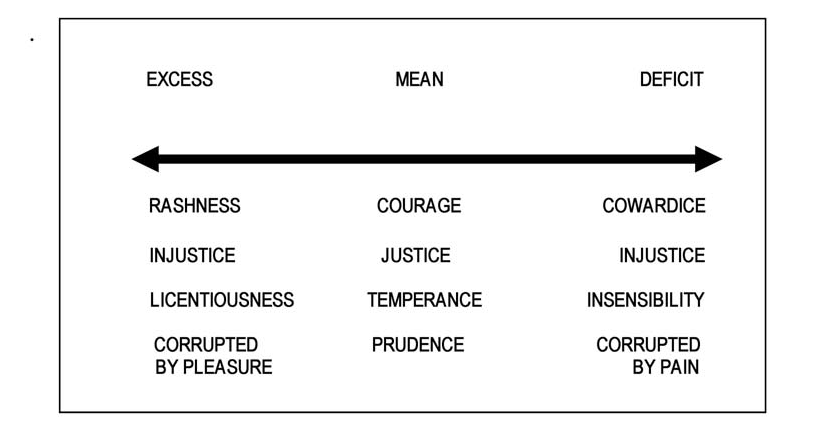 EXCESS MEAN DEFICIT
RASHNESS COURAGE COWARDICE
INJUSTICE JUSTICE INJUSTICE
LICENTIOUSNESS TEMPERANCE INSENSIBILITY
CORRUPTED PRUDENCE CORRUPTED
BY PLEASURE BY PAIN